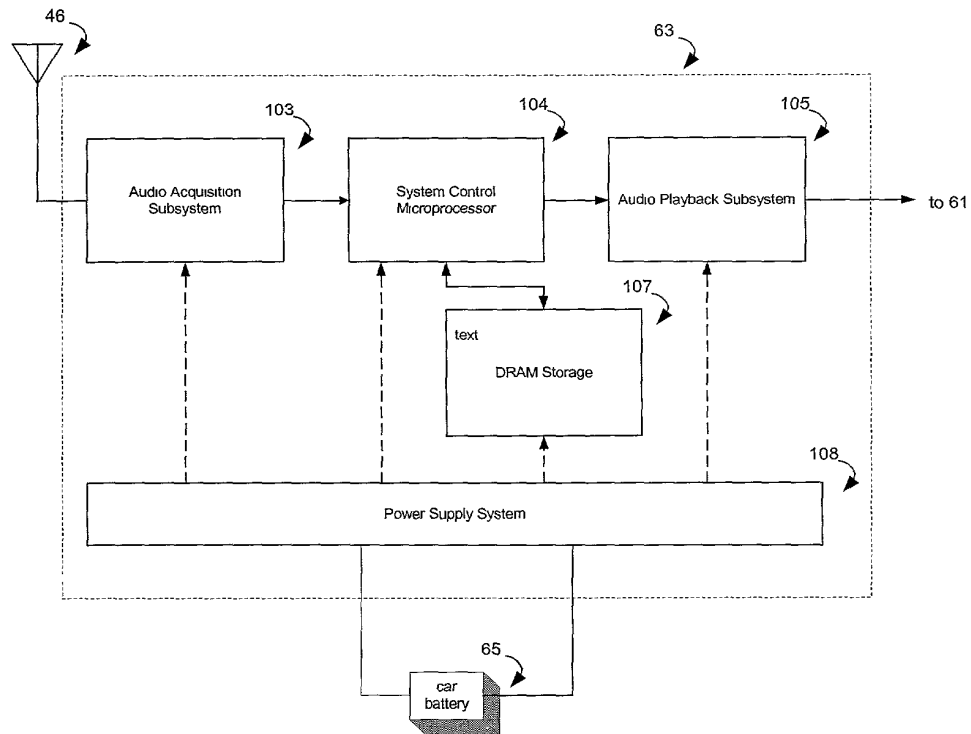 46
63
103
104
105
Audio Acquisition
Subsystem
System Control
Microprocessor
Audio Playback Subsystem
to 61
107
text
DRAM Storage
108
Power Supply System
65
car
battery